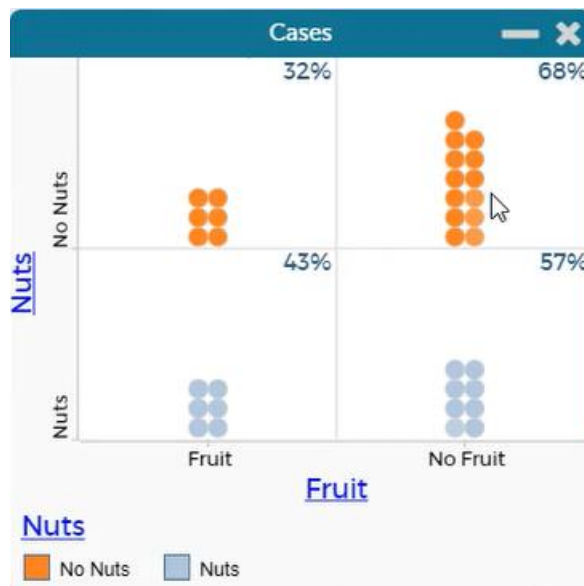 Cases
32%
68%
No Nuts
43%
57%
Nuts
Nuts
Fruit
No Fruit
Fruit
Nuts
No Nuts
Nuts